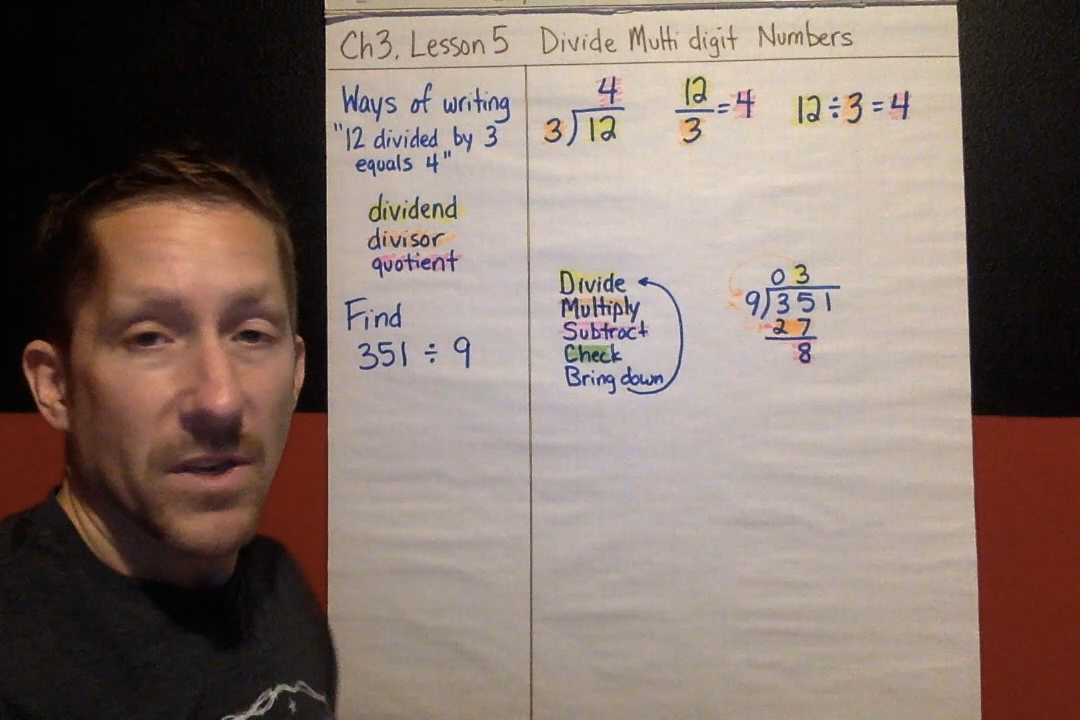 Ch3, Lesson 5 Divide Multi digit Numbers
Ways of writing
"12 divided by 3
equals 4"
dividend
divisor
quotient
Find
351 ÷ 9
4
3)12
12
3
=4
12÷3=4
Divide
Multiply
Subtract
Check
Bring down
0 3
9)351
-27
8